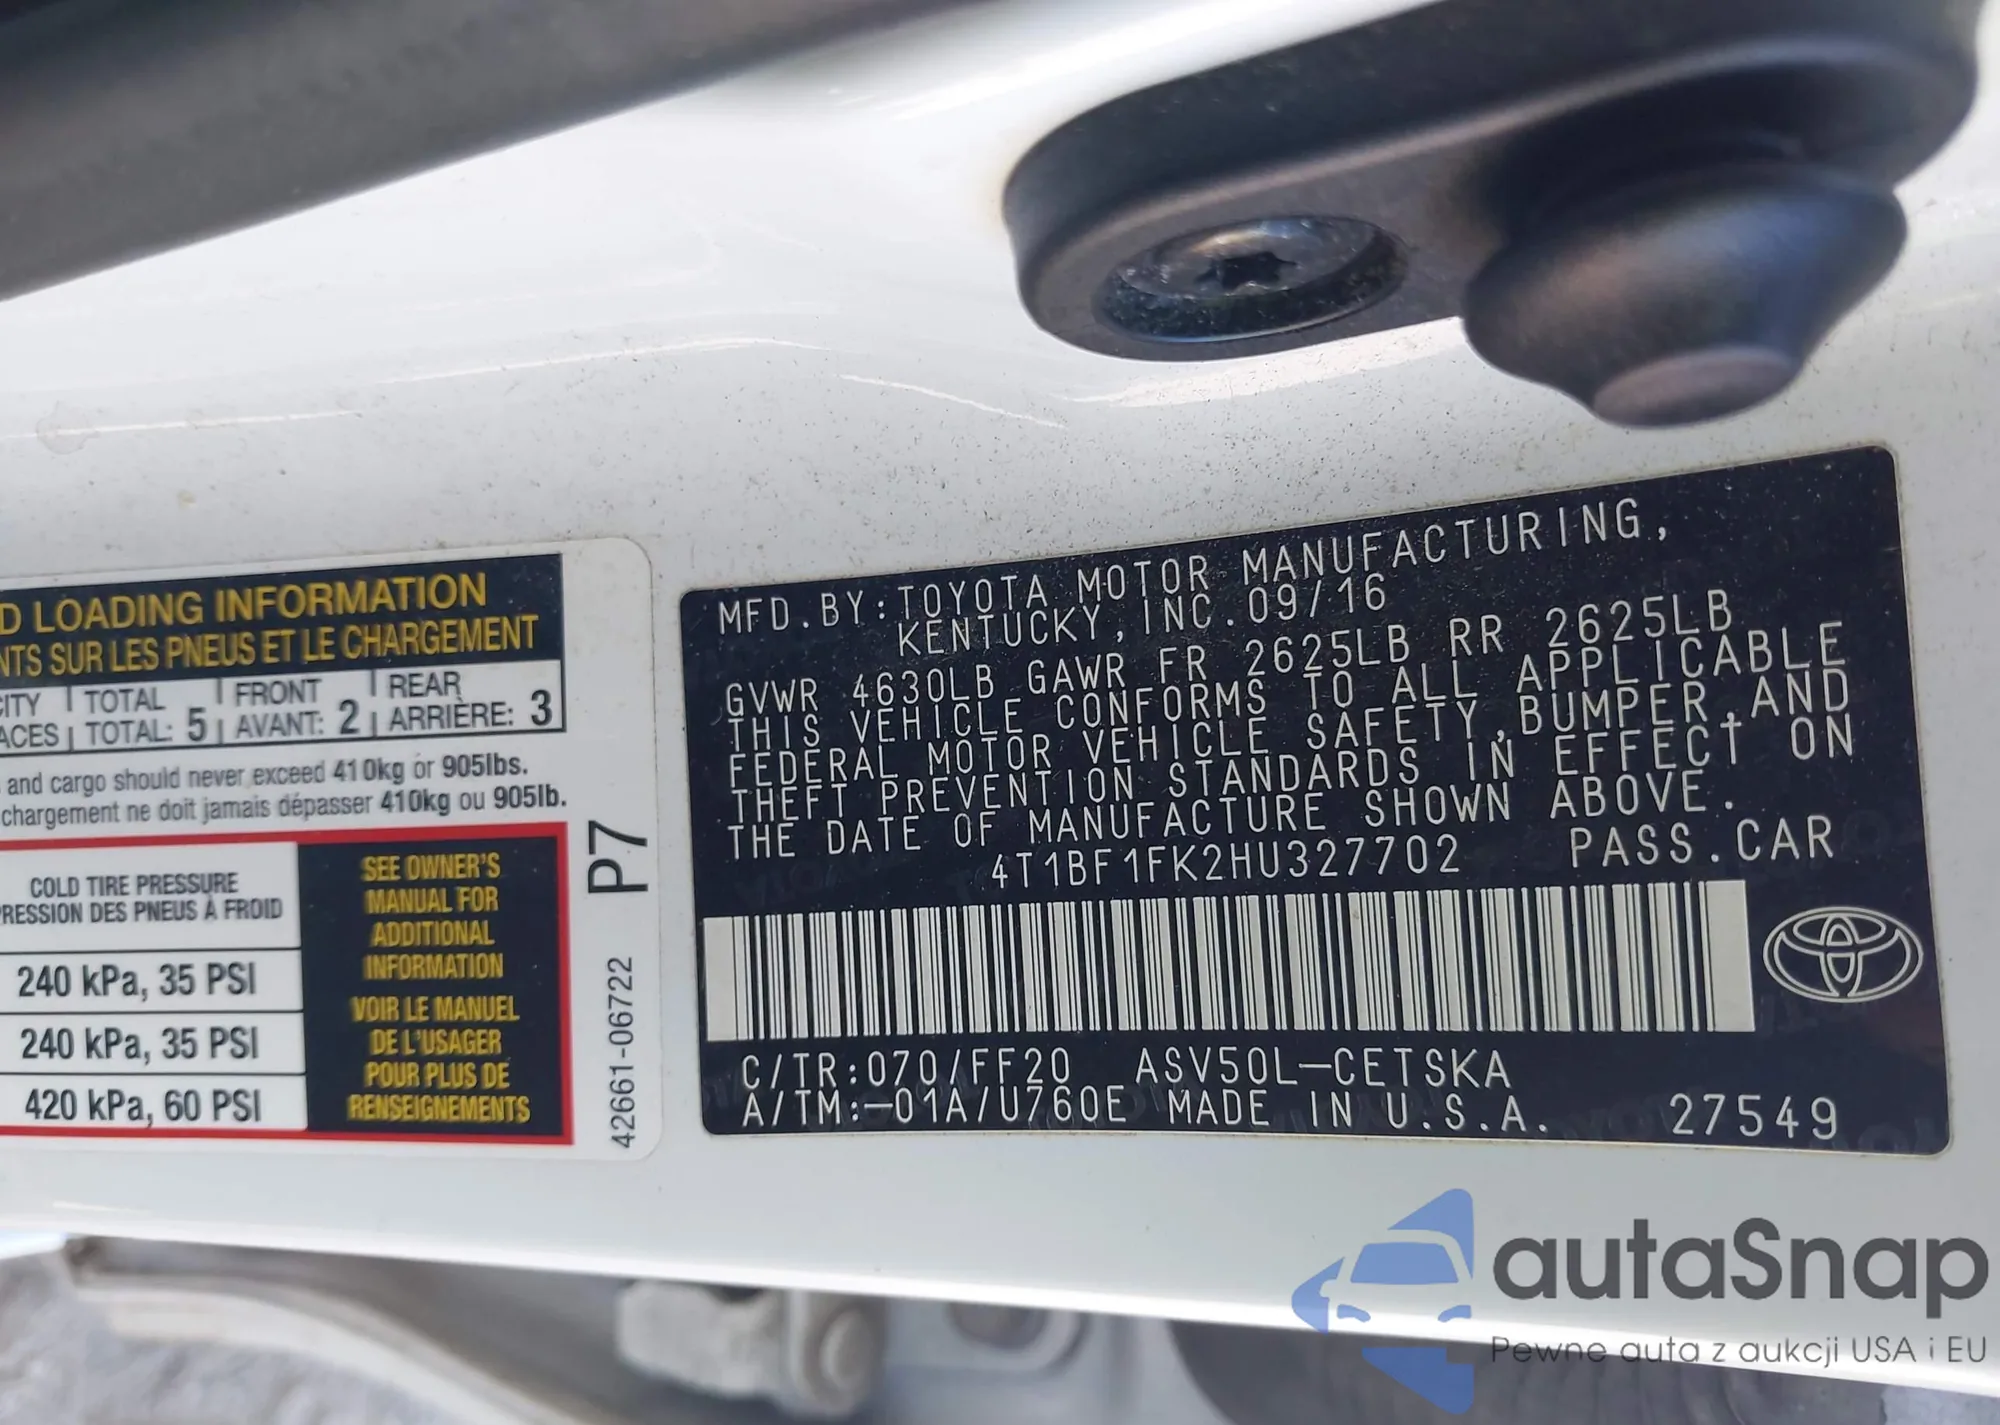 D LOADING INFORMATION
NTS SUR LES PNEUS ET LE CHARGEMENT
CITY TOTAL FRONT REAR
ACES TOTAL: 5 AVANT: 2 ARRIÈRE: 3
and cargo should never exceed 410kg or 905lbs.
chargement ne doit jamais dépasser 410kg ou 905lb.
COLD TIRE PRESSURE
PRESSION DES PNEUS À FROID
240 kPa, 35 PSI
240 kPa, 35 PSI
420 kPa, 60 PSI
SEE OWNER'S
MANUAL FOR
ADDITIONAL
INFORMATION
VOIR LE MANUEL
DE L'USAGER
POUR PLUS DE
RENSEIGNEMENTS
P7
42661-06722
MFD.BY:TOYOTA MOTOR MANUFACTURING,
KENTUCKY,INC.09/16
GVWR 4630LB GAWR FR 2625LB RR 2625LB
THIS VEHICLE CONFORMS TO ALL APPLICABLE
FEDERAL MOTOR VEHICLE SAFETY,BUMPER,AND
THEFT PREVENTION STANDARDS IN EFFECT ON
THE DATE OF MANUFACTURE SHOWN ABOVE.
4T1BF1FK2HU327702 PASS.CAR
C/TR:070/FF20 ASV50L-CETSKA
A/TM:-01A/U760E MADE IN U.S.A. 27549
autaSnap
Pewne auta z aukcji USA i EU